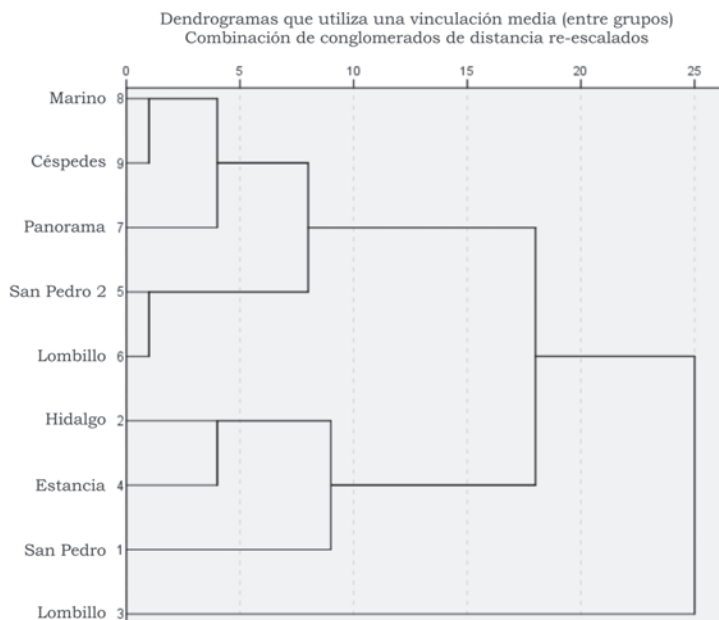 Dendrogramas que utiliza una vinculación media (entre grupos)
Combinación de conglomerados de distancia re-escalados
0 5 10 15 20 25
Marino 8
Céspedes 9
Panorama 7
San Pedro 2 5
Lombillo 6
Hidalgo 2
Estancia 4
San Pedro 1
Lombillo 3